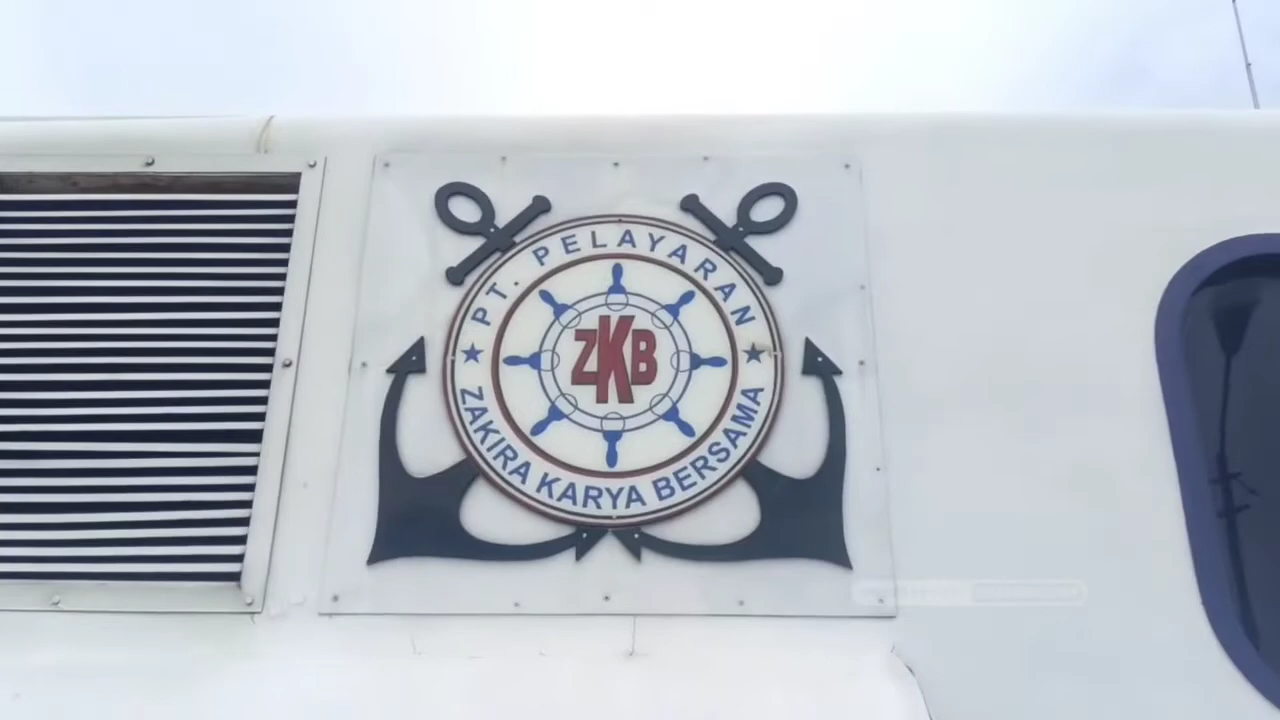 PT. PELAYARAN
ZKB
★ ZAKIRA KARYA BERSAMA ★